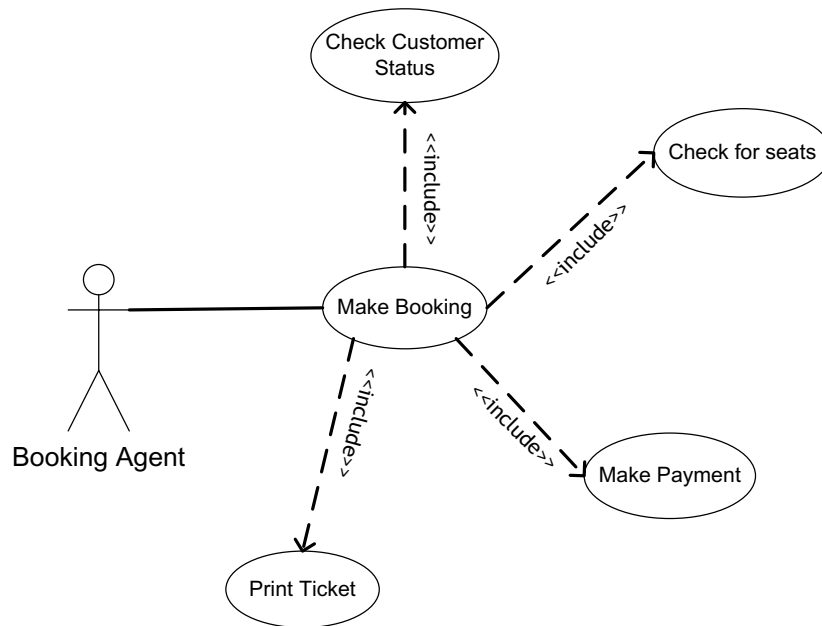 Check Customer
Status
<<include>>
Check for seats
<<include>>
Make Booking
<<include>>
<<include>>
Booking Agent
Make Payment
Print Ticket